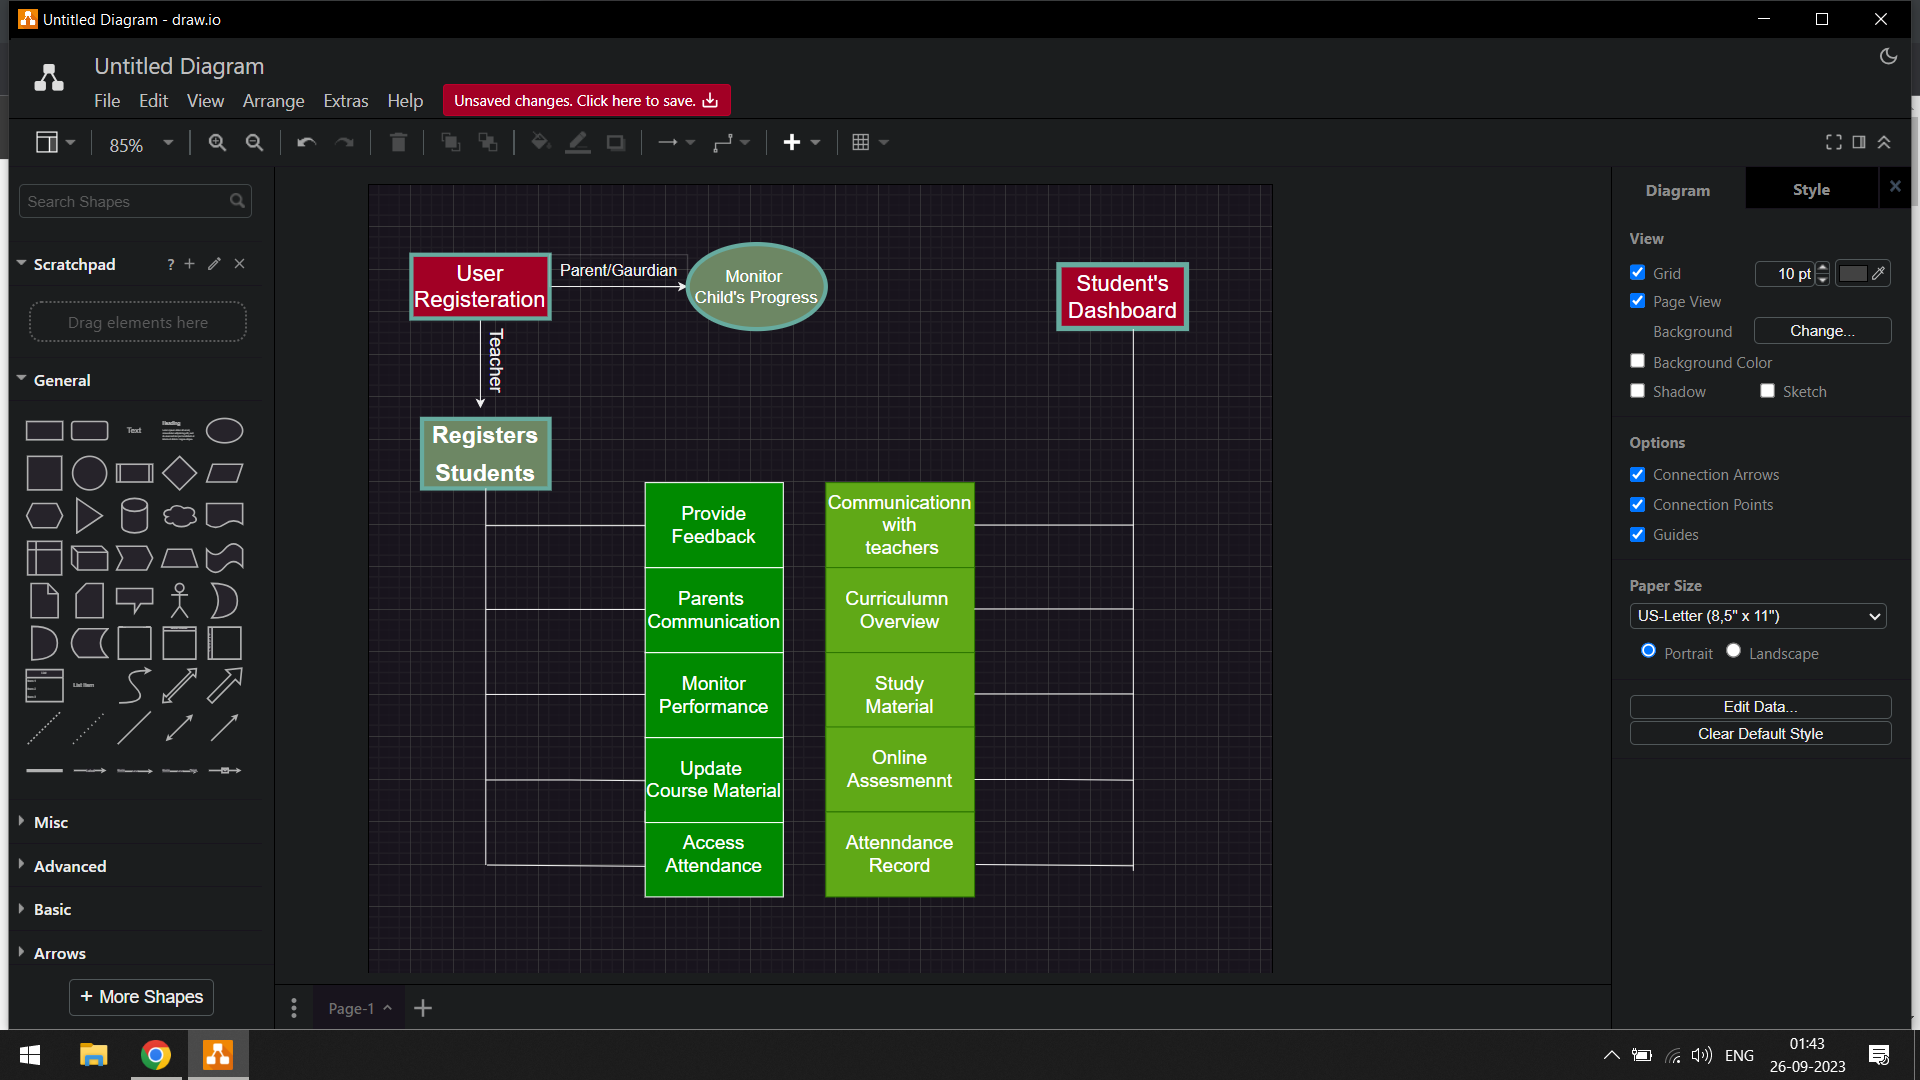 Untitled Diagram - draw.io
Untitled Diagram
File Edit View Arrange Extras Help
Unsaved changes. Click here to save.
85%
Search Shapes
Scratchpad
?
Drag elements here
General
Text
Heading
List Item
Misc
Advanced
Basic
Arrows
+ More Shapes
User
Registeration
Parent/Gaurdian
Monitor
Child's Progress
Teacher
Registers
Students
Student's
Dashboard
Provide
Feedback
Parents
Communication
Monitor
Performance
Update
Course Material
Access
Attendance
Communicationn
with
teachers
Curriculumn
Overview
Study
Material
Online
Assesmennt
Attenndance
Record
Page-1
Diagram
Style
View
Grid
10 pt
Page View
Background
Change...
Background Color
Shadow
Sketch
Options
Connection Arrows
Connection Points
Guides
Paper Size
US-Letter (8,5" x 11")
Portrait
Landscape
Edit Data...
Clear Default Style
ENG
01:43
26-09-2023